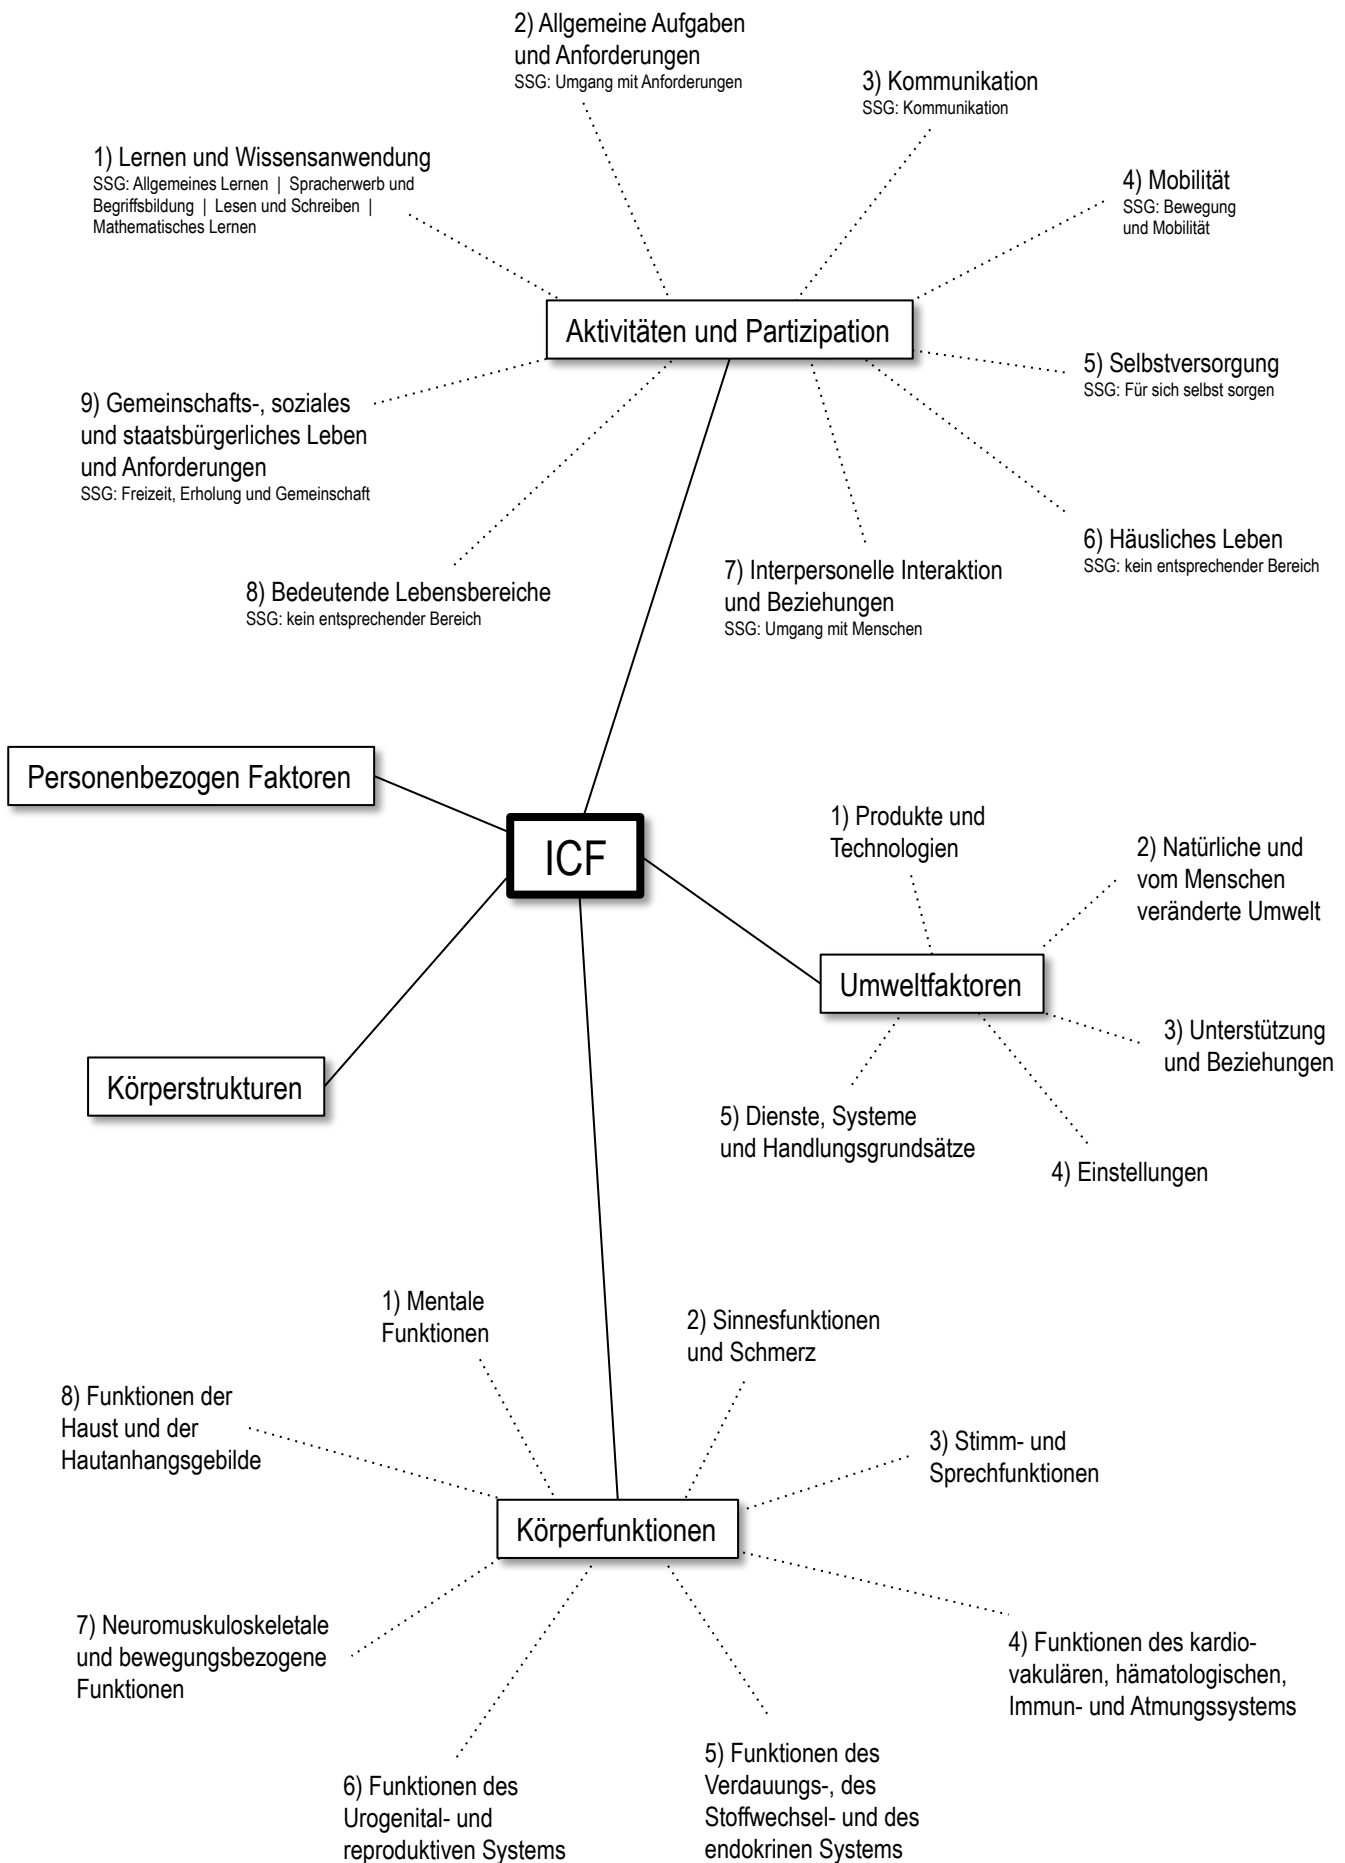 2) Allgemeine Aufgaben
und Anforderungen
SSG: Umgang mit Anforderungen
3) Kommunikation
SSG: Kommunikation
1) Lernen und Wissensanwendung
SSG: Allgemeines Lernen | Spracherwerb und
Begriffsbildung | Lesen und Schreiben |
Mathematisches Lernen
4) Mobilität
SSG: Bewegung
und Mobilität
Aktivitäten und Partizipation
5) Selbstversorgung
SSG: Für sich selbst sorgen
9) Gemeinschafts-, soziales
und staatsbürgerliches Leben
und Anforderungen
SSG: Freizeit, Erholung und Gemeinschaft
6) Häusliches Leben
SSG: kein entsprechender Bereich
7) Interpersonelle Interaktion
und Beziehungen
SSG: Umgang mit Menschen
8) Bedeutende Lebensbereiche
SSG: kein entsprechender Bereich
Personenbezogen Faktoren
ICF
1) Produkte und
Technologien
2) Natürliche und
vom Menschen
veränderte Umwelt
Umweltfaktoren
3) Unterstützung
und Beziehungen
Körperstrukturen
5) Dienste, Systeme
und Handlungsgrundsätze
4) Einstellungen
1) Mentale
Funktionen
2) Sinnesfunktionen
und Schmerz
8) Funktionen der
Haust und der
Hautanhangsgebilde
3) Stimm- und
Sprechfunktionen
Körperfunktionen
7) Neuromuskuloskeletale
und bewegungsbezogene
Funktionen
4) Funktionen des kardio-
vakulären, hämatologischen,
Immun- und Atmungssystems
5) Funktionen des
Verdauungs-, des
Stoffwechsel- und des
endokrinen Systems
6) Funktionen des
Urogenital- und
reproduktiven Systems